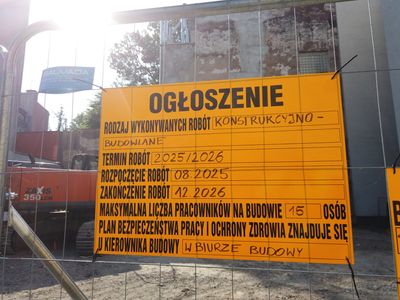 OGŁOSZENIE
RODZAJ WYKONYWANYCH ROBÓT KONSTRUKCYJNO-
BUDOWLANE
TERMIN ROBÓT 2025/2026
ROZPOCZĘCIE ROBÓT 08.2025
ZAKOŃCZENIE ROBÓT 12.2026
MAKSYMALNA LICZBA PRACOWNIKÓW NA BUDOWIE 15 OSÓB
PLAN BEZPIECZEŃSTWA PRACY I OCHRONY ZDROWIA ZNAJDUJE SIĘ
U KIEROWNIKA BUDOWY W BIURZE BUDOWY
350